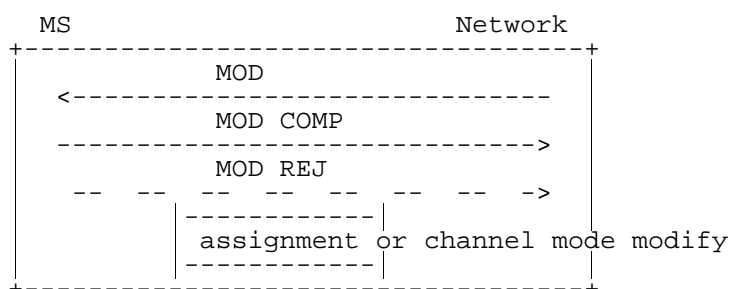 MS Network
MOD
MOD COMP
MOD REJ
assignment or channel mode modify